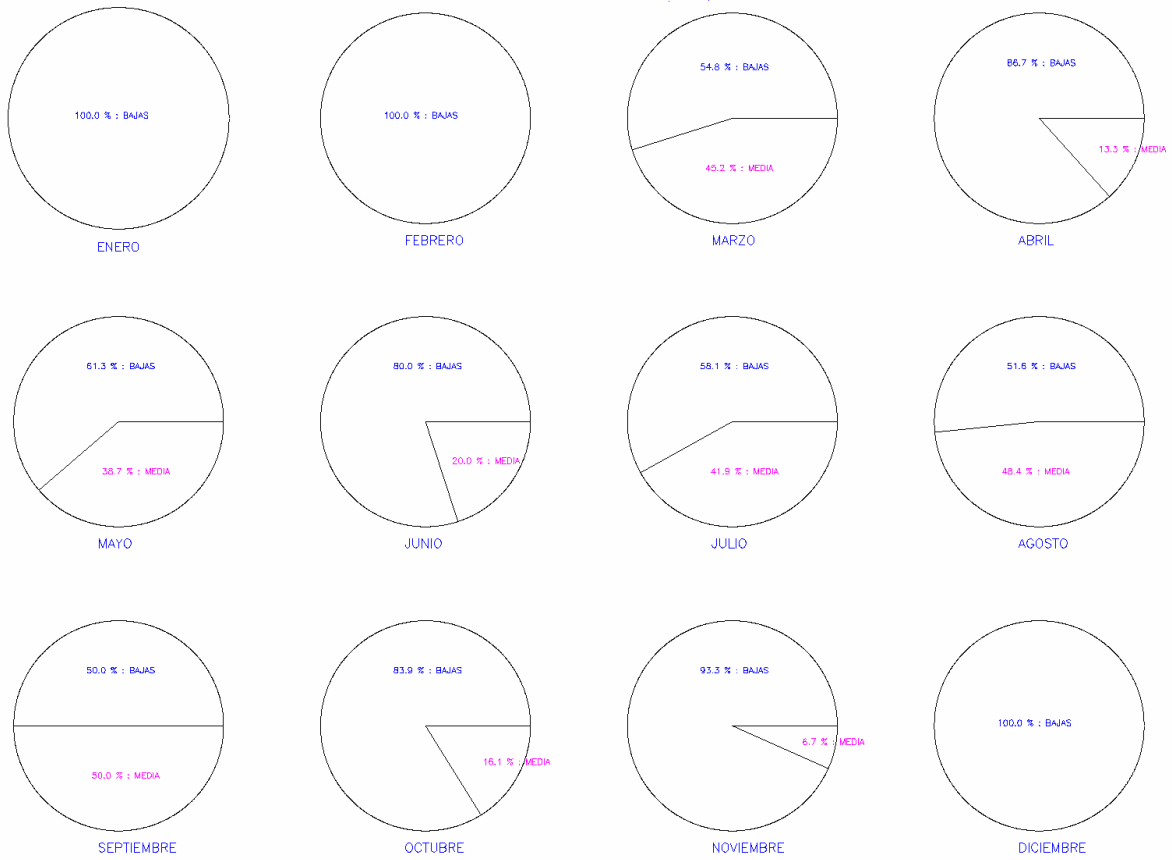 100.0 % : BAJAS
ENERO
100.0 % : BAJAS
FEBRERO
54.8 % : BAJAS
45.2 % : MEDIA
MARZO
86.7 % : BAJAS
13.3 % : MEDIA
ABRIL
61.3 % : BAJAS
38.7 % : MEDIA
MAYO
80.0 % : BAJAS
20.0 % : MEDIA
JUNIO
58.1 % : BAJAS
41.9 % : MEDIA
JULIO
51.6 % : BAJAS
48.4 % : MEDIA
AGOSTO
50.0 % : BAJAS
50.0 % : MEDIA
SEPTIEMBRE
83.9 % : BAJAS
16.1 % : MEDIA
OCTUBRE
93.3 % : BAJAS
6.7 % : MEDIA
NOVIEMBRE
100.0 % : BAJAS
DICIEMBRE